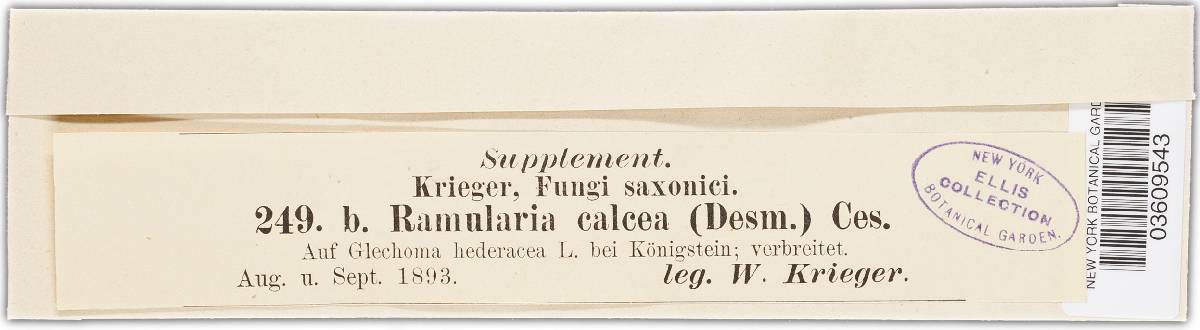 Supplement.
Krieger, Fungi saxonici.
249. b. Ramularia calcea (Desm.) Ces.
Auf Glechoma hederacea L. bei Königstein; verbreitet.
Aug. u. Sept. 1893. leg. W. Krieger.
NEW YORK
ELLIS
COLLECTION
BOTANICAL GARDEN.
NEW YORK BOTANICAL GARD
03609543